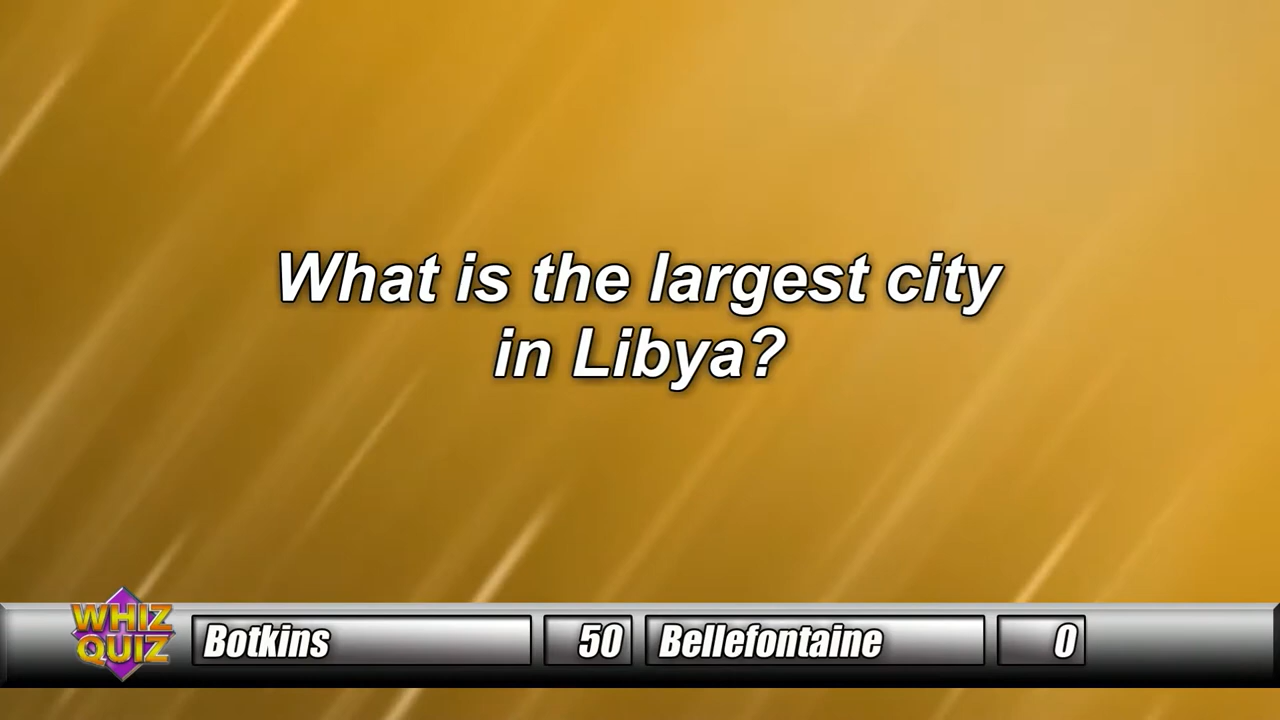 What is the largest city
in Libya?
WHIZ
QUIZ
Botkins 50 Bellefontaine 0